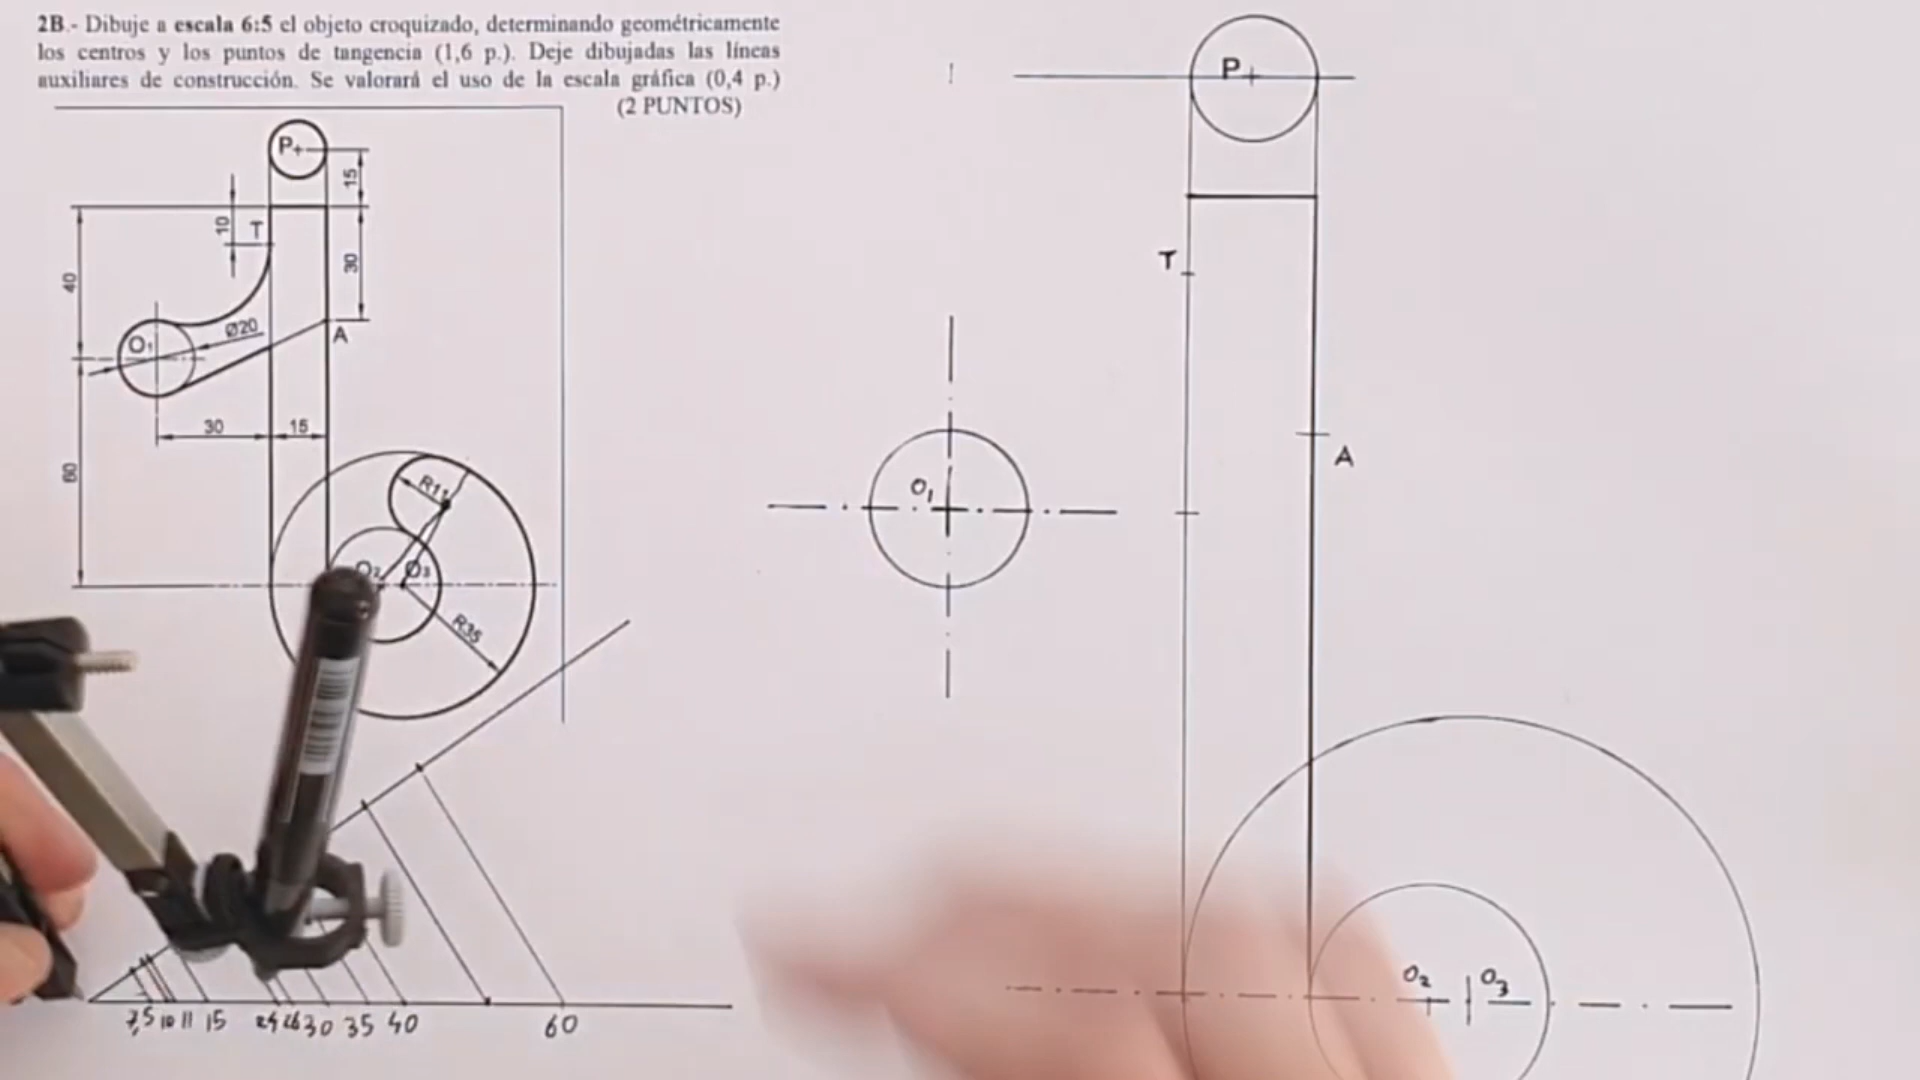 2B.- Dibuje a escala 6:5 el objeto croquizado, determinando geométricamente
los centros y los puntos de tangencia (1,6 p.). Deje dibujadas las líneas
auxiliares de construcción. Se valorará el uso de la escala gráfica (0,4 p.)
(2 PUNTOS)
P
15
10
T
40
30
Ø20
O1
A
30
15
60
R11
O2
O3
R35
7,5 10 11 15 24 26 30 35 40 60
P
T
A
O1
O2
O3